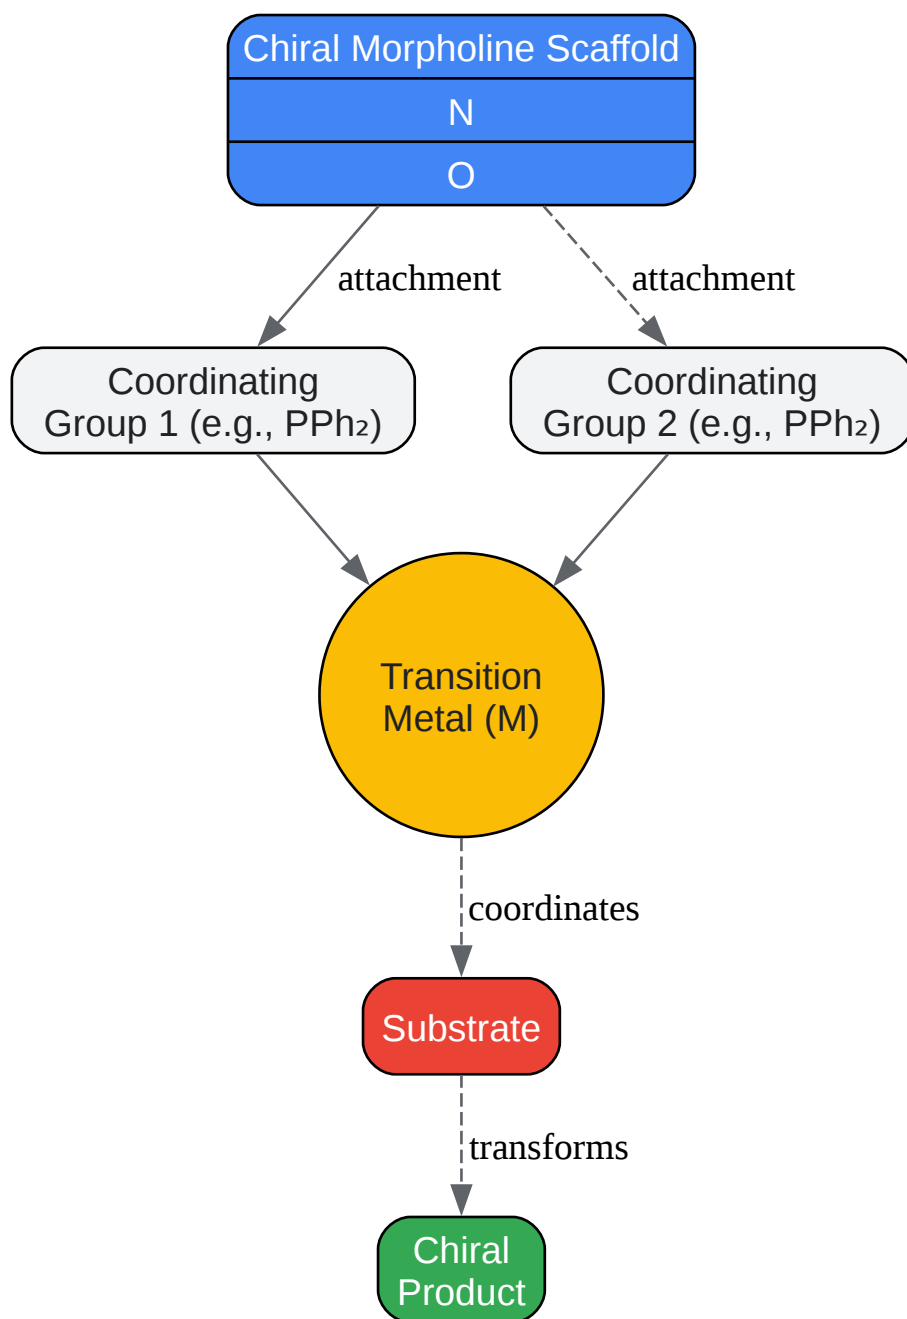 Chiral Morpholine Scaffold
N
O
attachment
attachment
Coordinating
Group 1 (e.g., PPh₂)
Coordinating
Group 2 (e.g., PPh₂)
Transition
Metal (M)
coordinates
Substrate
transforms
Chiral
Product